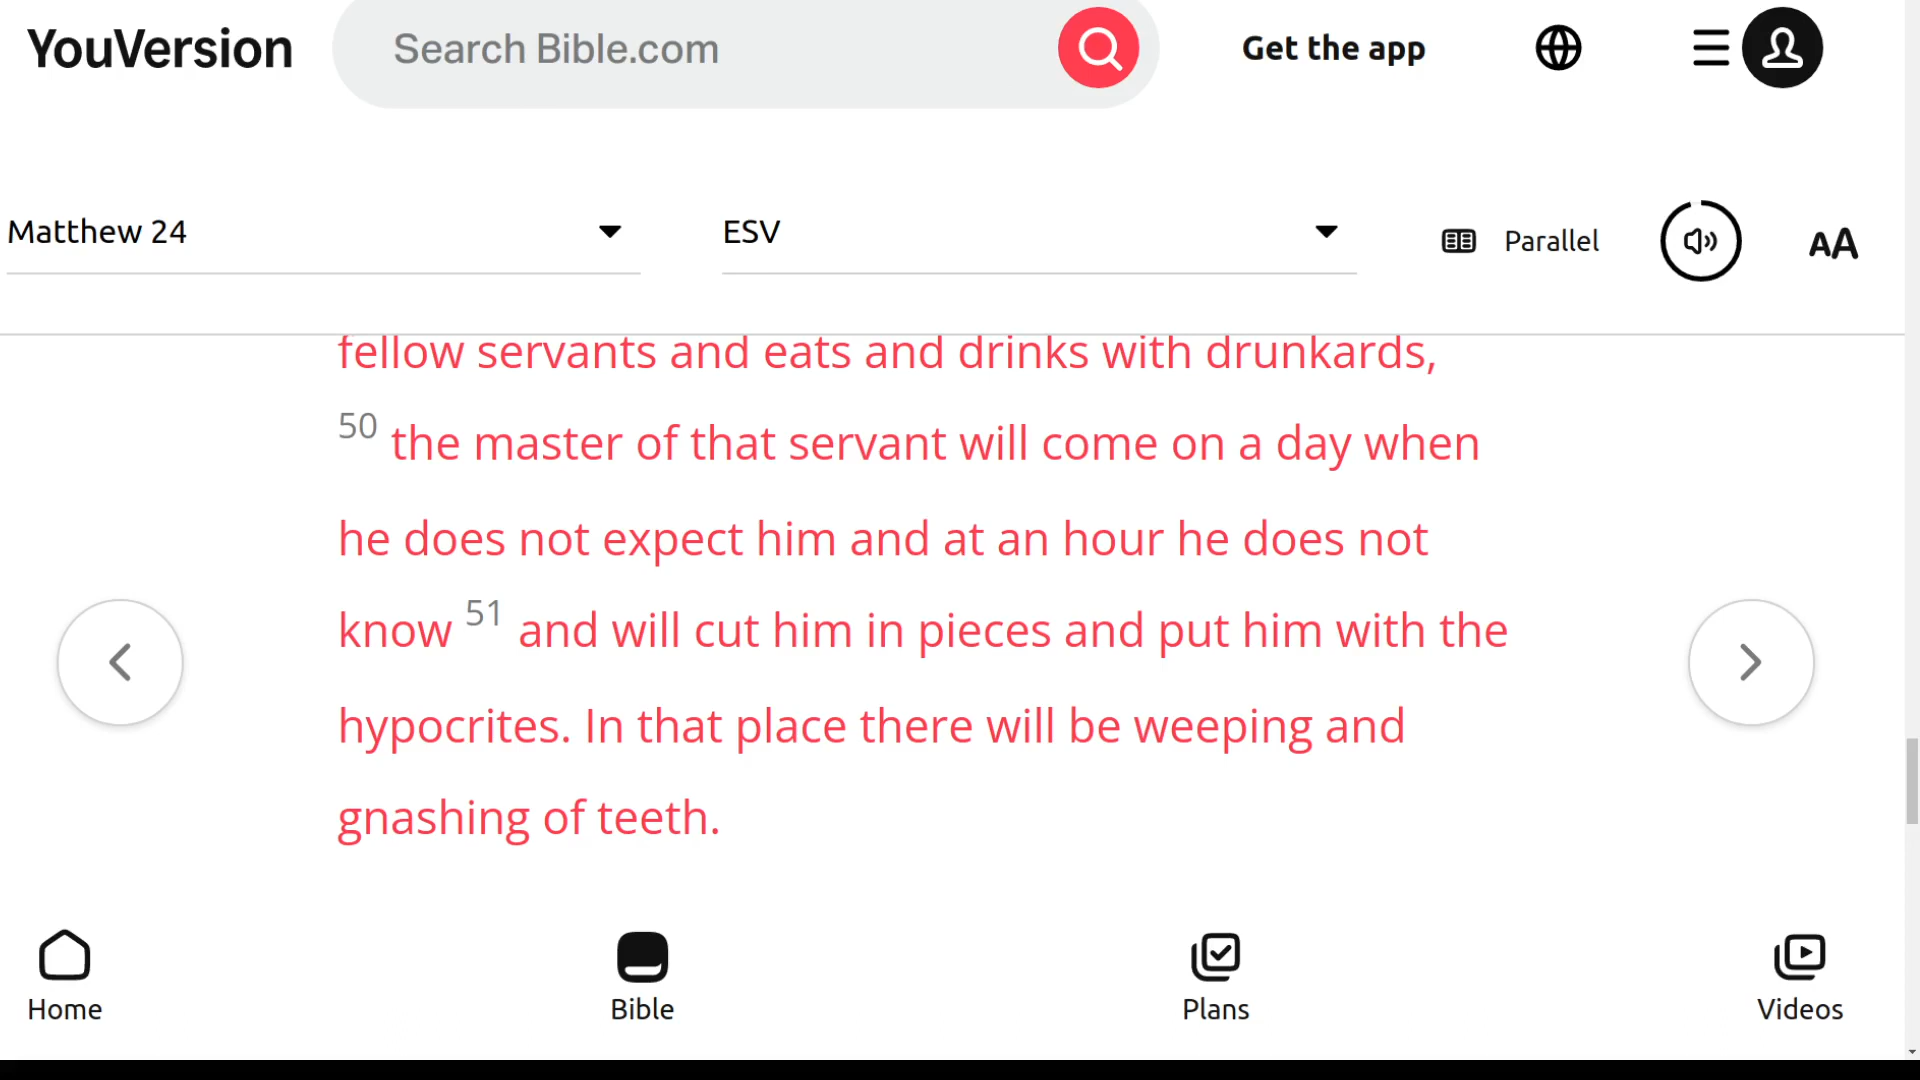 YouVersion
Search Bible.com
Get the app
Matthew 24
ESV
Parallel
AA
fellow servants and eats and drinks with drunkards,
50 the master of that servant will come on a day when
he does not expect him and at an hour he does not
know 51 and will cut him in pieces and put him with the
hypocrites. In that place there will be weeping and
gnashing of teeth.
Home
Bible
Plans
Videos